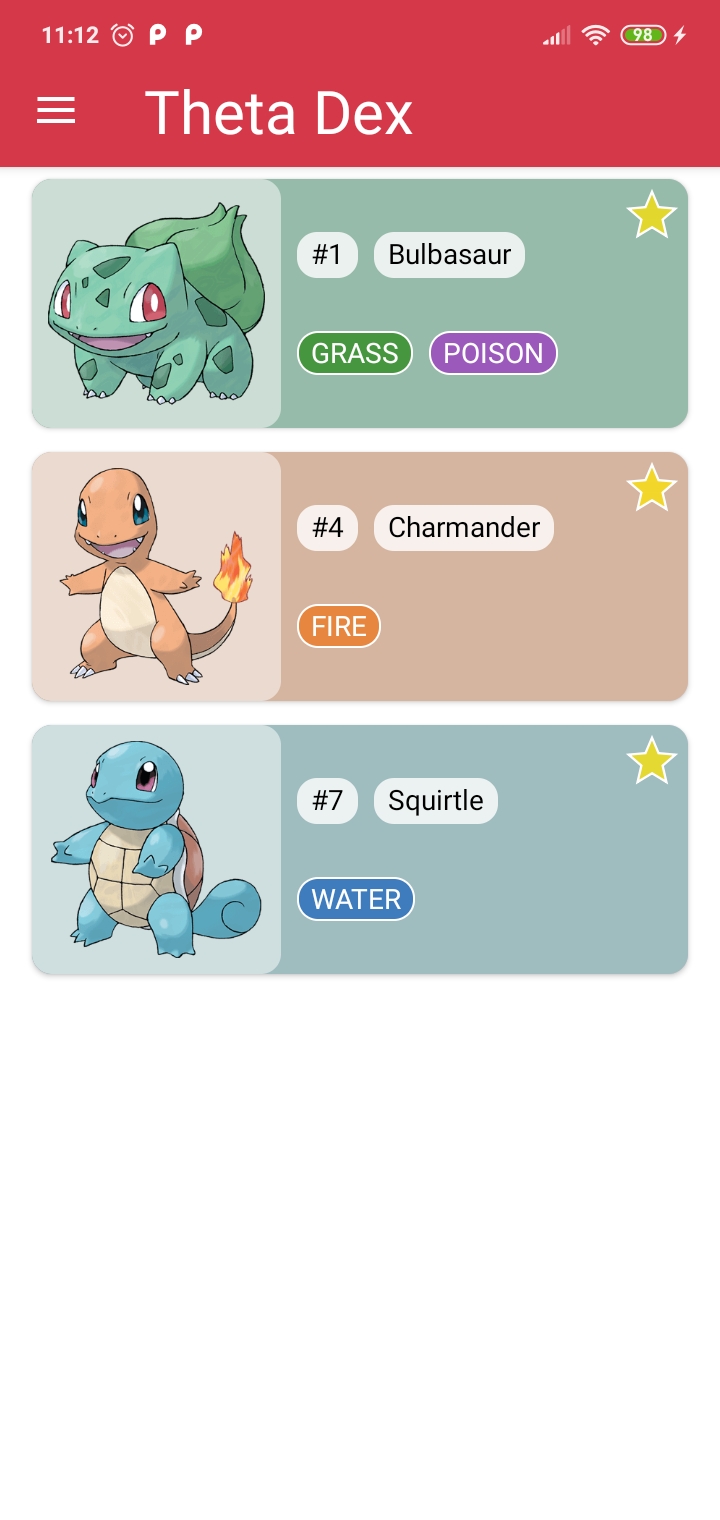 11:12 P P 98
Theta Dex
#1 Bulbasaur
GRASS POISON
#4 Charmander
FIRE
#7 Squirtle
WATER